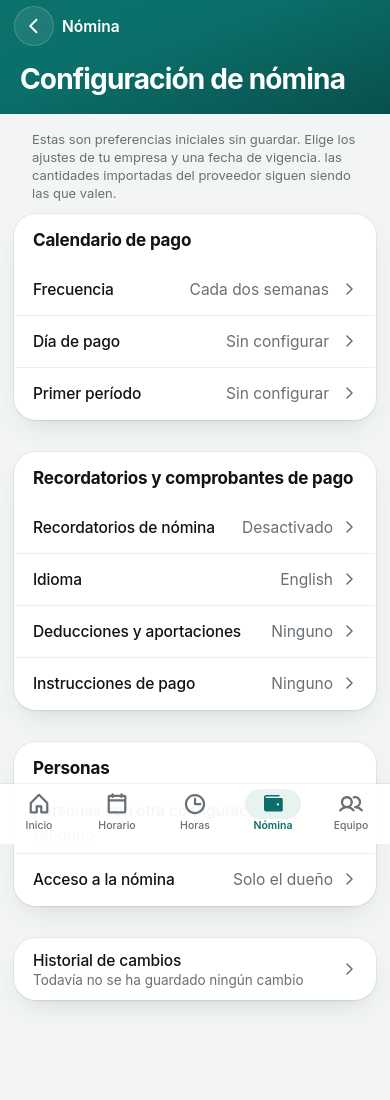 Nómina
Configuración de nómina
Estas son preferencias iniciales sin guardar. Elige los
ajustes de tu empresa y una fecha de vigencia. las
cantidades importadas del proveedor siguen siendo
las que valen.
Calendario de pago
Frecuencia Cada dos semanas
Día de pago Sin configurar
Primer período Sin configurar
Recordatorios y comprobantes de pago
Recordatorios de nómina Desactivado
Idioma English
Deducciones y aportaciones Ninguno
Instrucciones de pago Ninguno
Personas
Inicio Horario Horas Nómina Equipo
Acceso a la nómina Solo el dueño
Historial de cambios
Todavía no se ha guardado ningún cambio